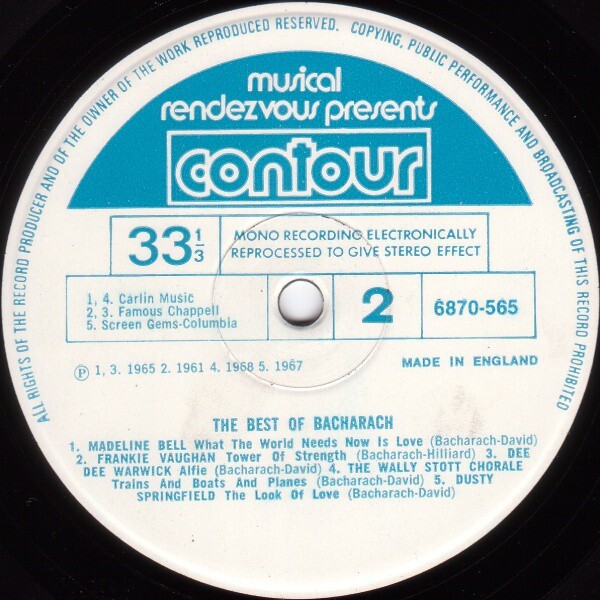 ALL RIGHTS OF THE RECORD PRODUCER AND OF THE OWNER OF THE WORK REPRODUCED RESERVED. COPYING, PUBLIC PERFORMANCE AND BROADCASTING OF THIS RECORD PROHIBITED
musical
rendezvous presents
contour
33 1/3
MONO RECORDING ELECTRONICALLY
REPROCESSED TO GIVE STEREO EFFECT
1, 4. Carlin Music
2, 3. Famous Chappell
5. Screen Gems-Columbia
2
6870-565
Ⓟ 1, 3. 1965 2. 1961 4. 1968 5. 1967
MADE IN ENGLAND
THE BEST OF BACHARACH
1. MADELINE BELL What The World Needs Now Is Love (Bacharach-David)
2. FRANKIE VAUGHAN Tower Of Strength (Bacharach-Hilliard) 3. DEE
DEE WARWICK Alfie (Bacharach-David) 4. THE WALLY STOTT CHORALE
Trains And Boats And Planes (Bacharach-David) 5. DUSTY
SPRINGFIELD The Look Of Love (Bacharach-David)